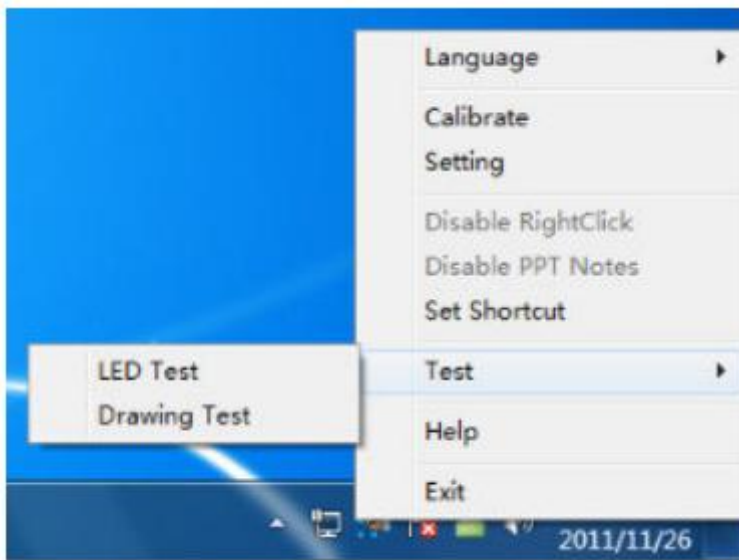 Language
Calibrate
Setting
Disable RightClick
Disable PPT Notes
Set Shortcut
Test
LED Test
Drawing Test
Help
Exit
2011/11/26